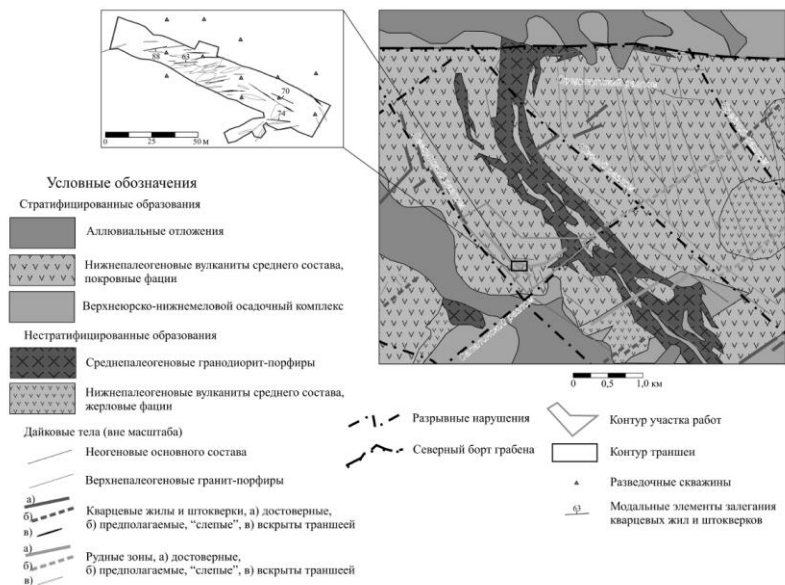 88
63
70
74
0
25
50 м
Условные обозначения
Стратифицированные образования
Аллювиальные отложения
Нижнепалеогеновые вулканиты среднего состава,
покровные фации
Верхнеюрско-нижнемеловой осадочный комплекс
Нестратифицированные образования
Среднепалеогеновые гранодиорит-порфиры
Нижнепалеогеновые вулканиты среднего состава,
жерловые фации
Дайковые тела (вне масштаба)
Неогеновые основного состава
Верхнепалеогеновые гранит-порфиры
а)
б)
в)
Кварцевые жилы и штокверки, а) достоверные,
б) предполагаемые, "слепые", в) вскрыты траншеей
а)
б)
в)
Рудные зоны, а) достоверные,
б) предполагаемые, "слепые", в) вскрыты траншеей
0 0,5 1,0 км
Разрывные нарушения
Северный борт грабена
Контур участка работ
Контур траншеи
Разведочные скважины
63
Модальные элементы залегания
кварцевых жил и штокверков